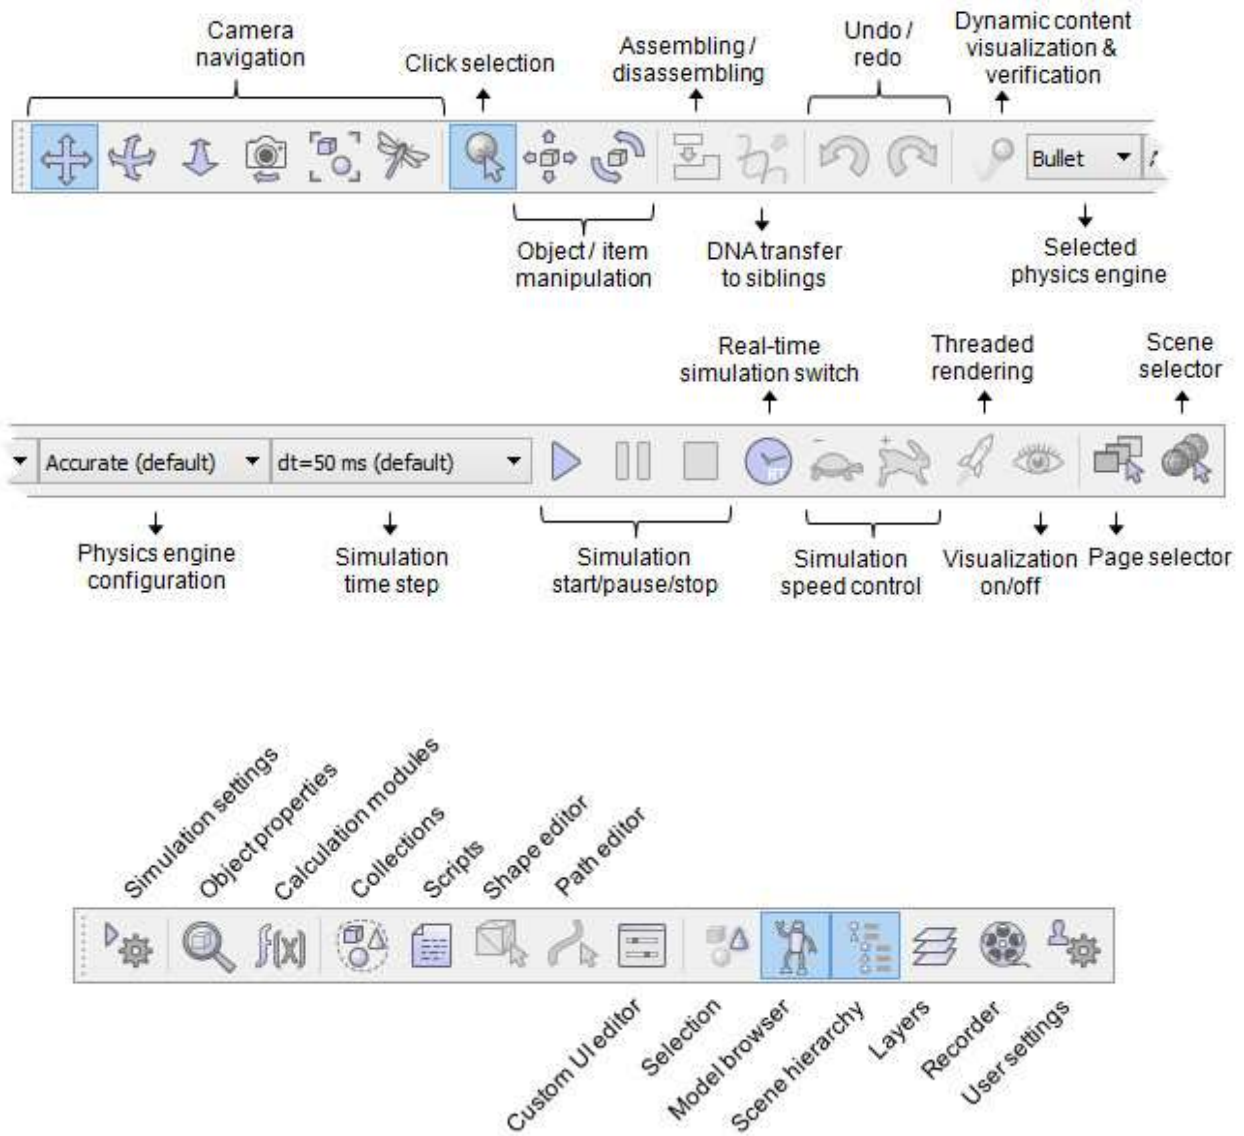 Camera
navigation
Click selection
Assembling /
disassembling
Undo /
redo
Dynamic content
visualization &
verification
Bullet
Object / item
manipulation
DNA transfer
to siblings
Selected
physics engine
Real-time
simulation switch
Threaded
rendering
Scene
selector
Accurate (default)
dt=50 ms (default)
RT
-
+
Physics engine
configuration
Simulation
time step
Simulation
start/pause/stop
Simulation
speed control
Visualization
on/off
Page selector
Simulation settings
Object properties
Calculation modules
Collections
Scripts
Shape editor
Path editor
f(x)
Custom UI editor
Selection
Model browser
Scene hierarchy
Layers
Recorder
User settings